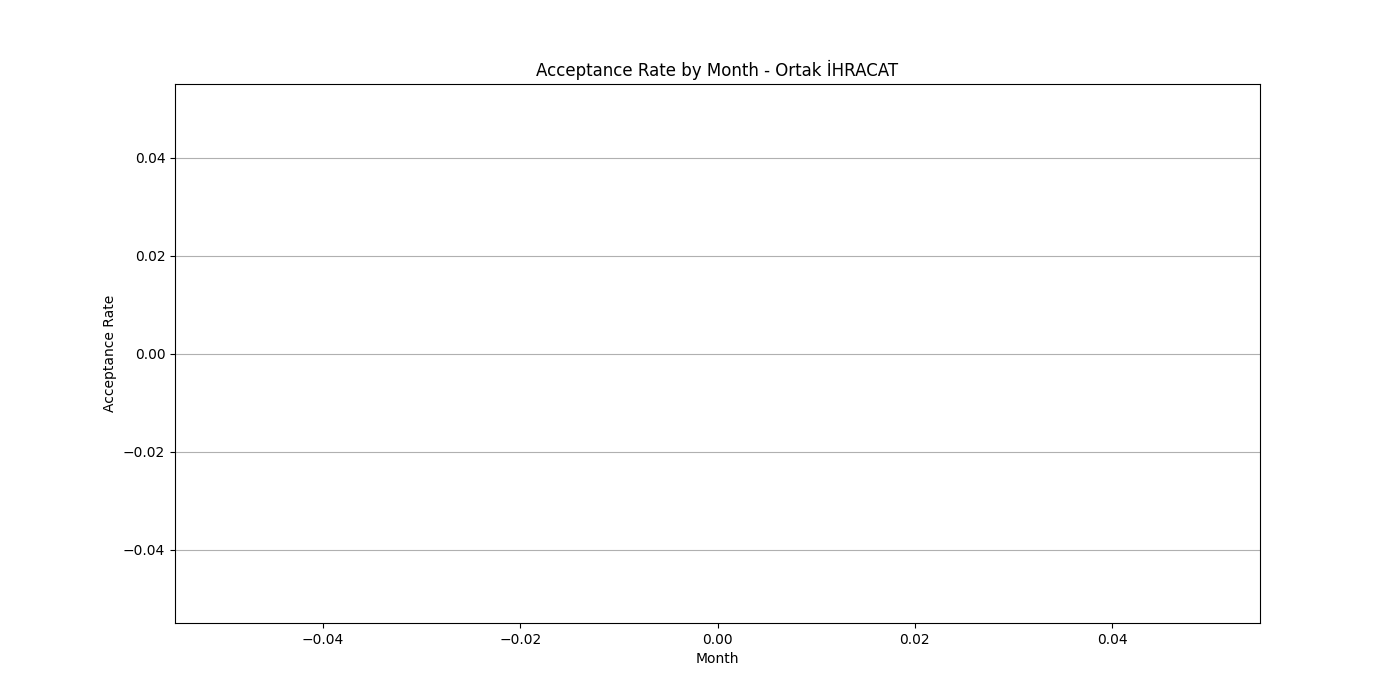 Acceptance Rate by Month - Ortak İHRACAT
0.04
0.02
0.00
−0.02
−0.04
Acceptance Rate
−0.04 −0.02 0.00 0.02 0.04
Month